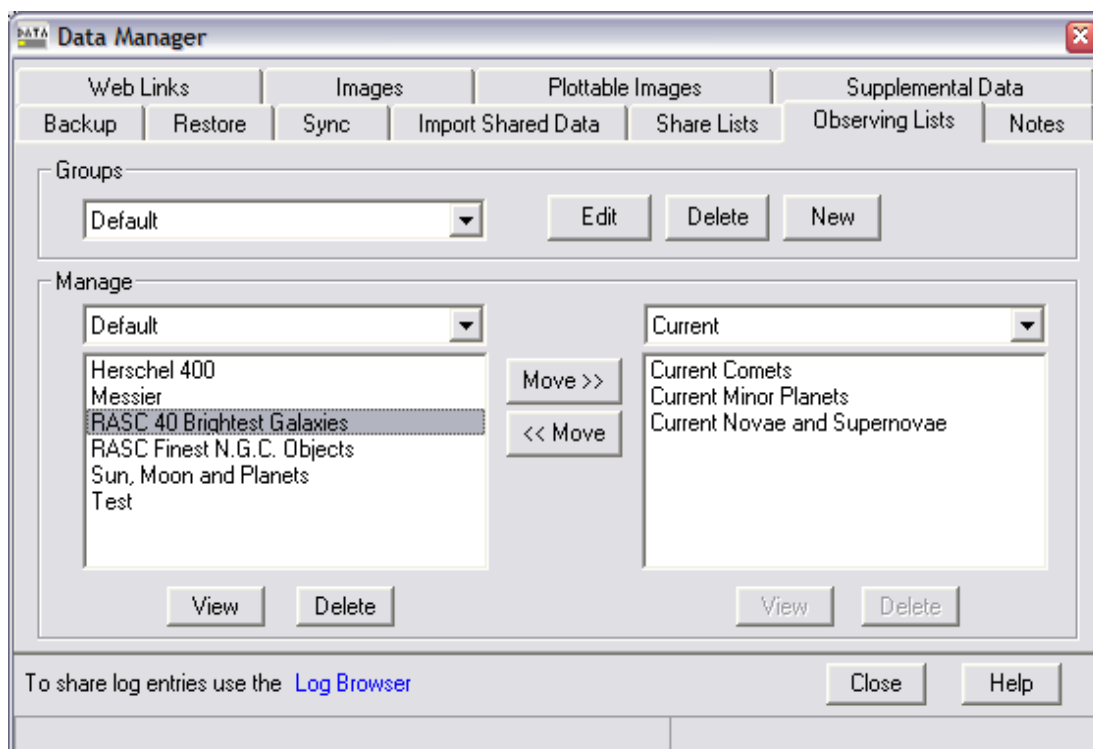 DATA Data Manager
Web Links Images Plottable Images Supplemental Data
Backup Restore Sync Import Shared Data Share Lists Observing Lists Notes
Groups
Default Edit Delete New
Manage
Default Current
Herschel 400
Messier
RASC 40 Brightest Galaxies
RASC Finest N.G.C. Objects
Sun, Moon and Planets
Test
Move >>
<< Move
Current Comets
Current Minor Planets
Current Novae and Supernovae
View Delete View Delete
To share log entries use the Log Browser Close Help